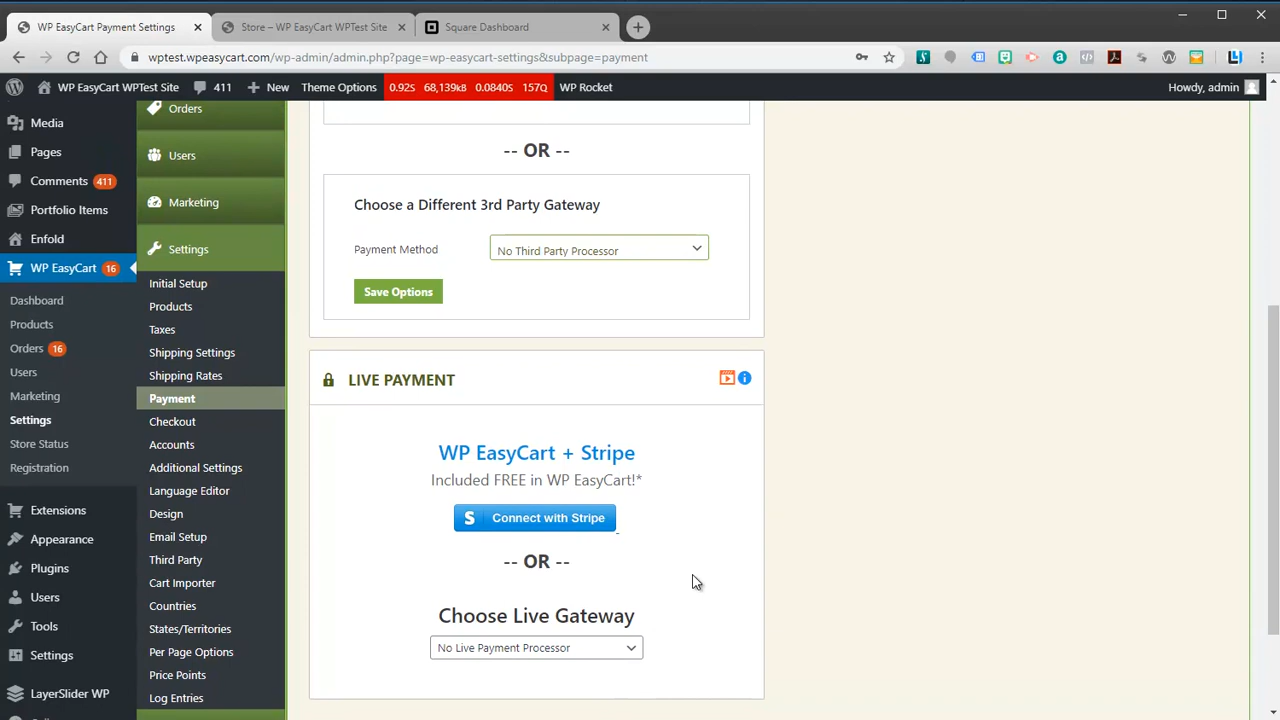 WP EasyCart Payment Settings
Store – WP EasyCart WPTest Site
Square Dashboard
wptest.wpeasycart.com/wp-admin/admin.php?page=wp-easycart-settings&subpage=payment
WP EasyCart WPTest Site
411
New
Theme Options
0.92S 68,139kB 0.0840S 157Q
WP Rocket
Howdy, admin
Media
Pages
Comments 411
Portfolio Items
Enfold
WP EasyCart 16
Dashboard
Products
Orders 16
Users
Marketing
Settings
Store Status
Registration
Extensions
Appearance
Plugins
Users
Tools
Settings
LayerSlider WP
Orders
Users
Marketing
Settings
Initial Setup
Products
Taxes
Shipping Settings
Shipping Rates
Payment
Checkout
Accounts
Additional Settings
Language Editor
Design
Email Setup
Third Party
Cart Importer
Countries
States/Territories
Per Page Options
Price Points
Log Entries
-- OR --
Choose a Different 3rd Party Gateway
Payment Method
No Third Party Processor
Save Options
LIVE PAYMENT
WP EasyCart + Stripe
Included FREE in WP EasyCart!*
S Connect with Stripe
-- OR --
Choose Live Gateway
No Live Payment Processor